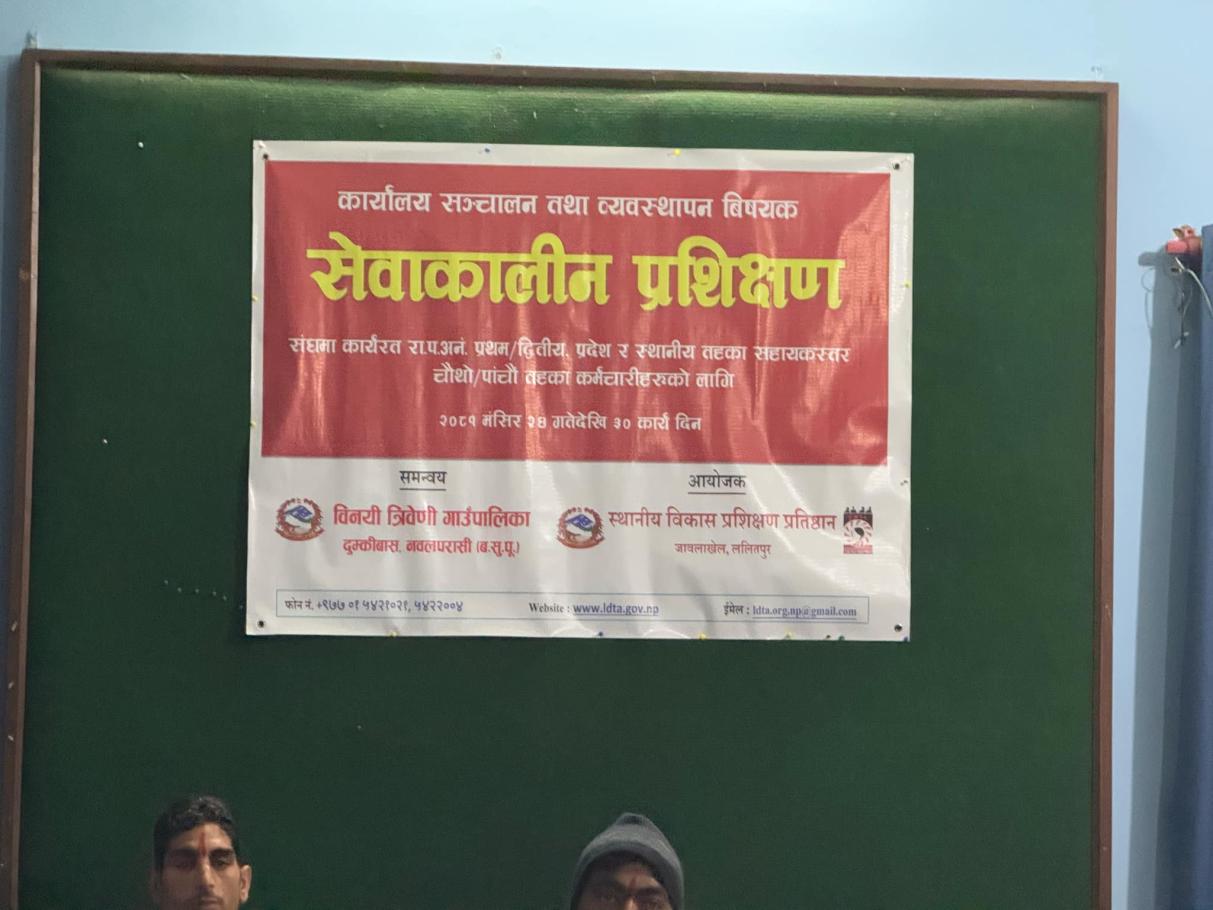 कार्यालय सञ्चालन तथा व्यवस्थापन बिषयक
सेवाकालीन प्रशिक्षण
संघमा कार्यरत रा.प.अनं. प्रथम/द्वितीय, प्रदेश र स्थानीय तहका सहायकस्तर
चौथो/पांचौ तहका कर्मचारीहरुको लागि
२०८१ मंसिर २४ गतेदेखि ३० कार्य दिन
समन्वय
विनयी त्रिवेणी गाउँपालिका
दुम्कीबास, नवलपरासी (ब.सु.पू.)
आयोजक
स्थानीय विकास प्रशिक्षण प्रतिष्ठान
जावलाखेल, ललितपुर
फोन नं. +९७७ ०१ ५४२१०२१, ५४२२००४ Website : www.ldta.gov.np ईमेल : ldta.org.np@gmail.com